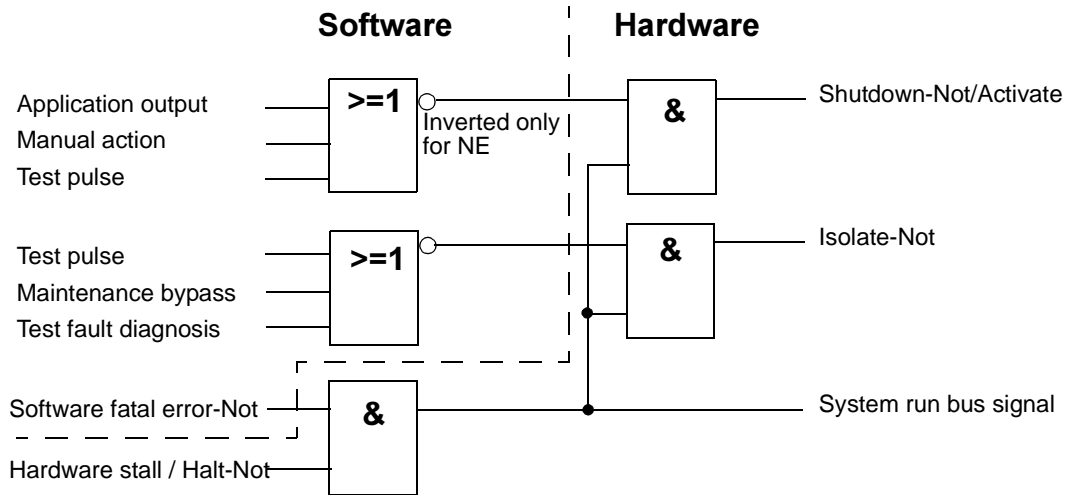 Software
Hardware
Application output
Manual action
Test pulse
>=1
Inverted only
for NE
&
Shutdown-Not/Activate
Test pulse
Maintenance bypass
Test fault diagnosis
>=1
&
Isolate-Not
Software fatal error-Not
Hardware stall / Halt-Not
&
System run bus signal